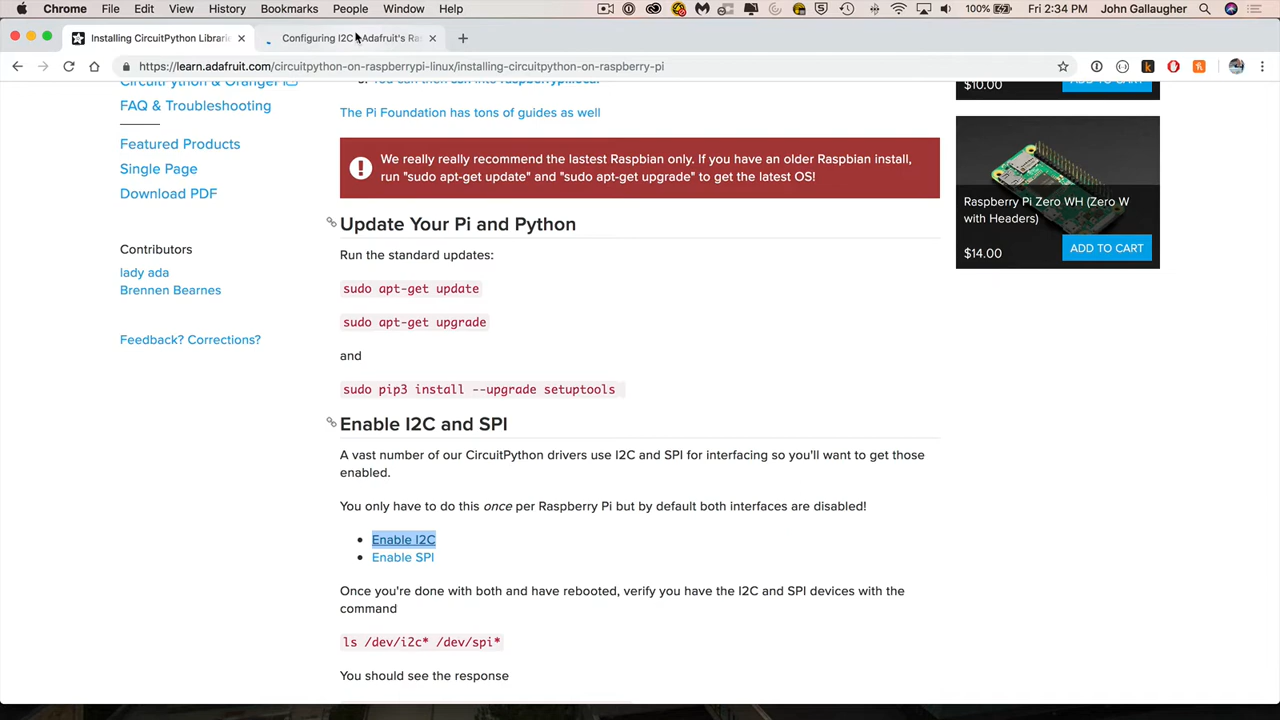 Chrome File Edit View History Bookmarks People Window Help 100% Fri 2:34 PM John Gallaugher
Installing CircuitPython Librarie Configuring I2C | Adafruit's Ras
https://learn.adafruit.com/circuitpython-on-raspberrypi-linux/installing-circuitpython-on-raspberry-pi
FAQ & Troubleshooting
Featured Products
Single Page
Download PDF
Contributors
lady ada
Brennen Bearnes
Feedback? Corrections?
The Pi Foundation has tons of guides as well
We really really recommend the lastest Raspbian only. If you have an older Raspbian install,
run "sudo apt-get update" and "sudo apt-get upgrade" to get the latest OS!
Update Your Pi and Python
Run the standard updates:
sudo apt-get update
sudo apt-get upgrade
and
sudo pip3 install --upgrade setuptools
Enable I2C and SPI
A vast number of our CircuitPython drivers use I2C and SPI for interfacing so you'll want to get those
enabled.
You only have to do this once per Raspberry Pi but by default both interfaces are disabled!
Enable I2C
Enable SPI
Once you're done with both and have rebooted, verify you have the I2C and SPI devices with the
command
ls /dev/i2c* /dev/spi*
You should see the response
$10.00
Raspberry Pi Zero WH (Zero W
with Headers)
$14.00 ADD TO CART